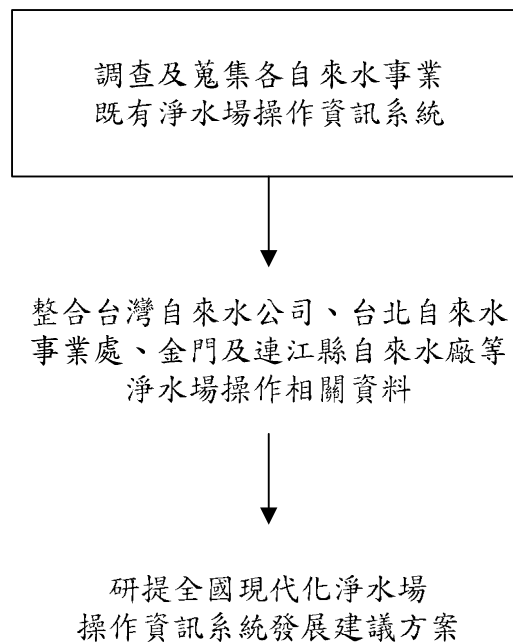 調查及蒐集各自來水事業
既有淨水場操作資訊系統
整合台灣自來水公司、台北自來水
事業處、金門及連江縣自來水廠等
淨水場操作相關資料
研提全國現代化淨水場
操作資訊系統發展建議方案